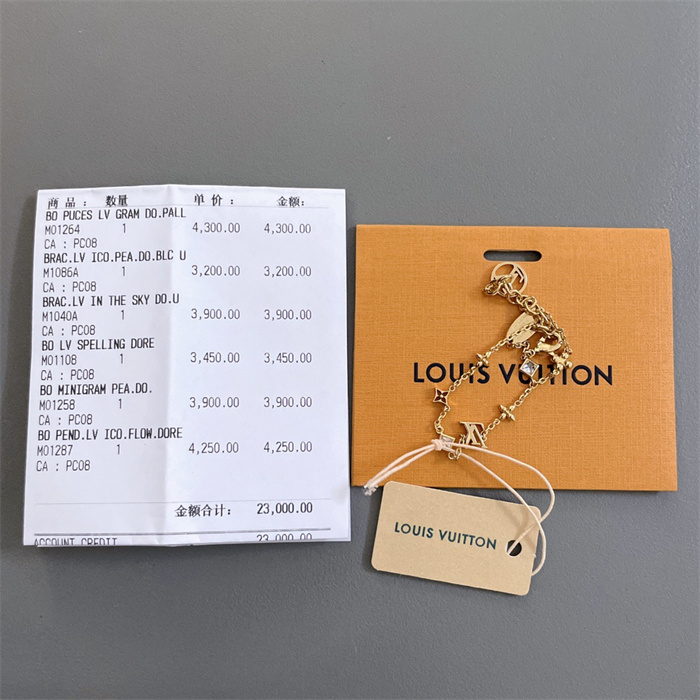 商品: 数量 单价: 金额:
BO PUCES LV GRAM DO.PALL
M01264 1 4,300.00 4,300.00
CA : PC08
BRAC.LV ICO.PEA.DO.BLC U
M1086A 1 3,200.00 3,200.00
CA : PC08
BRAC.LV IN THE SKY DO.U
M1040A 1 3,900.00 3,900.00
CA : PC08
BO LV SPELLING DORE
M01108 1 3,450.00 3,450.00
CA : PC08
BO MINIGRAM PEA.DO.
M01258 1 3,900.00 3,900.00
CA : PC08
BO PEND.LV ICO.FLOW.DORE
M01287 1 4,250.00 4,250.00
CA : PC08
金额合计: 23,000.00
ACCOUNT CREDIT 23,000.00
LOUIS VUITTON
LV
LOUIS VUITTON